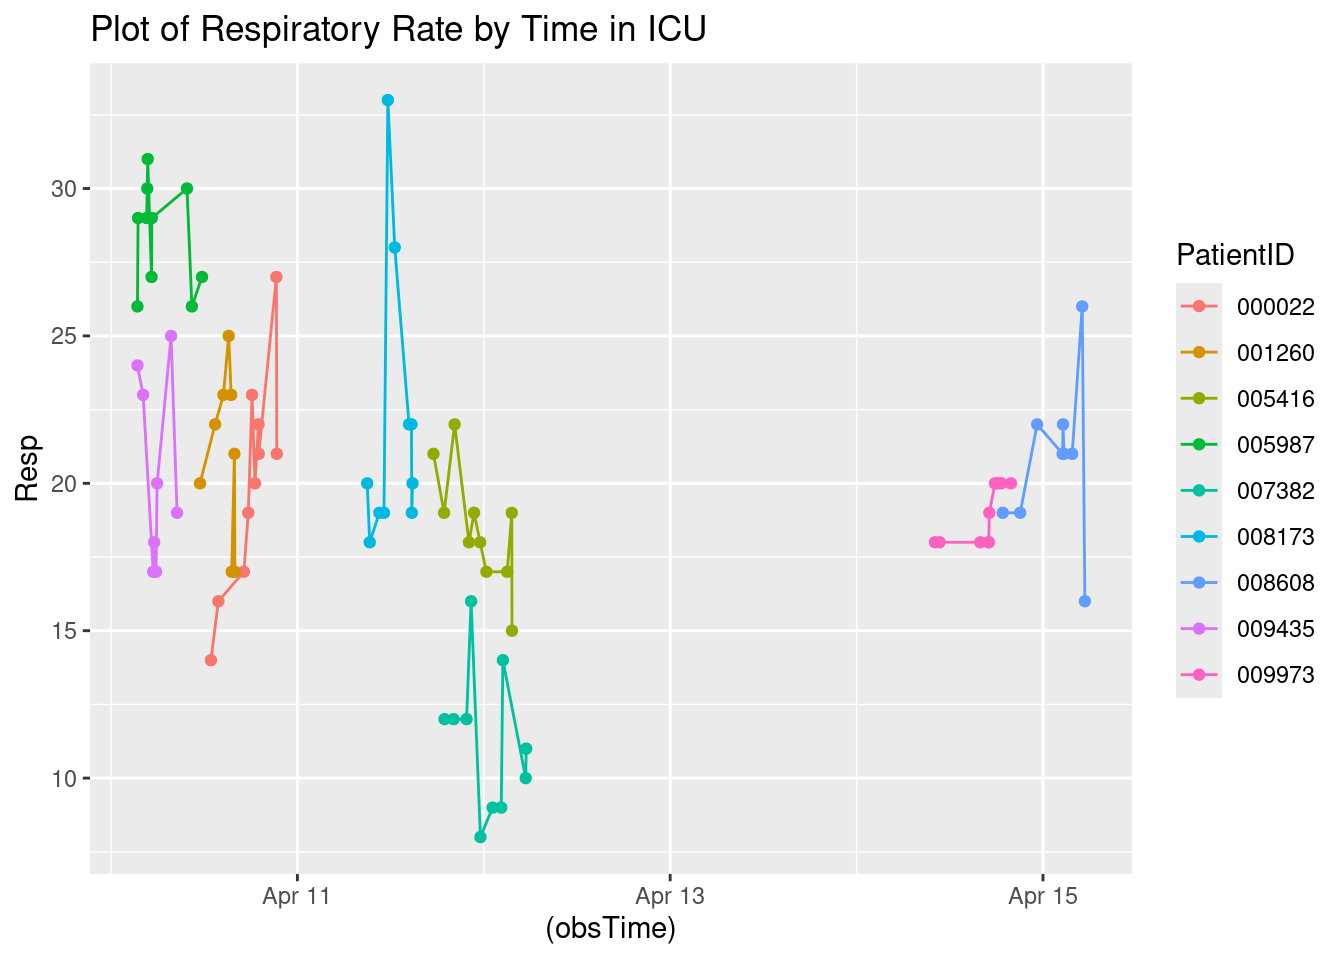 Plot of Respiratory Rate by Time in ICU
Resp
30
25
20
15
10
Apr 11
Apr 13
Apr 15
(obsTime)
PatientID
000022
001260
005416
005987
007382
008173
008608
009435
009973